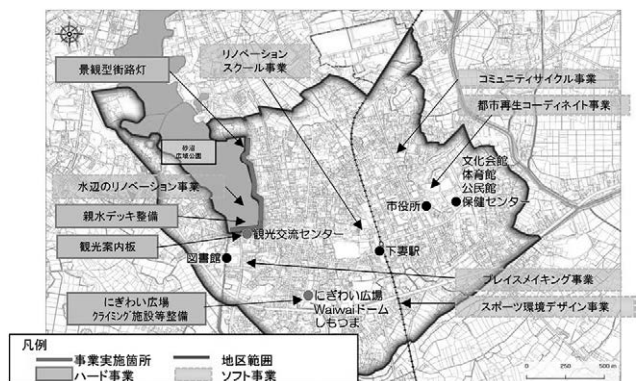 景観型街路灯
リノベーション
スクール事業
コミュニティサイクル事業
都市再生コーディネイト事業
砂沼
広域公園
文化会館
体育館
公民館
保健センター
水辺のリノベーション事業
市役所
親水デッキ整備
観光交流センター
観光案内板
図書館
下妻駅
プレイスメイキング事業
にぎわい広場
クライミング施設等整備
にぎわい広場
Waiwaiドーム
しもつま
スポーツ環境デザイン事業
凡例
事業実施箇所
地区範囲
ハード事業
ソフト事業
0 250 500 m